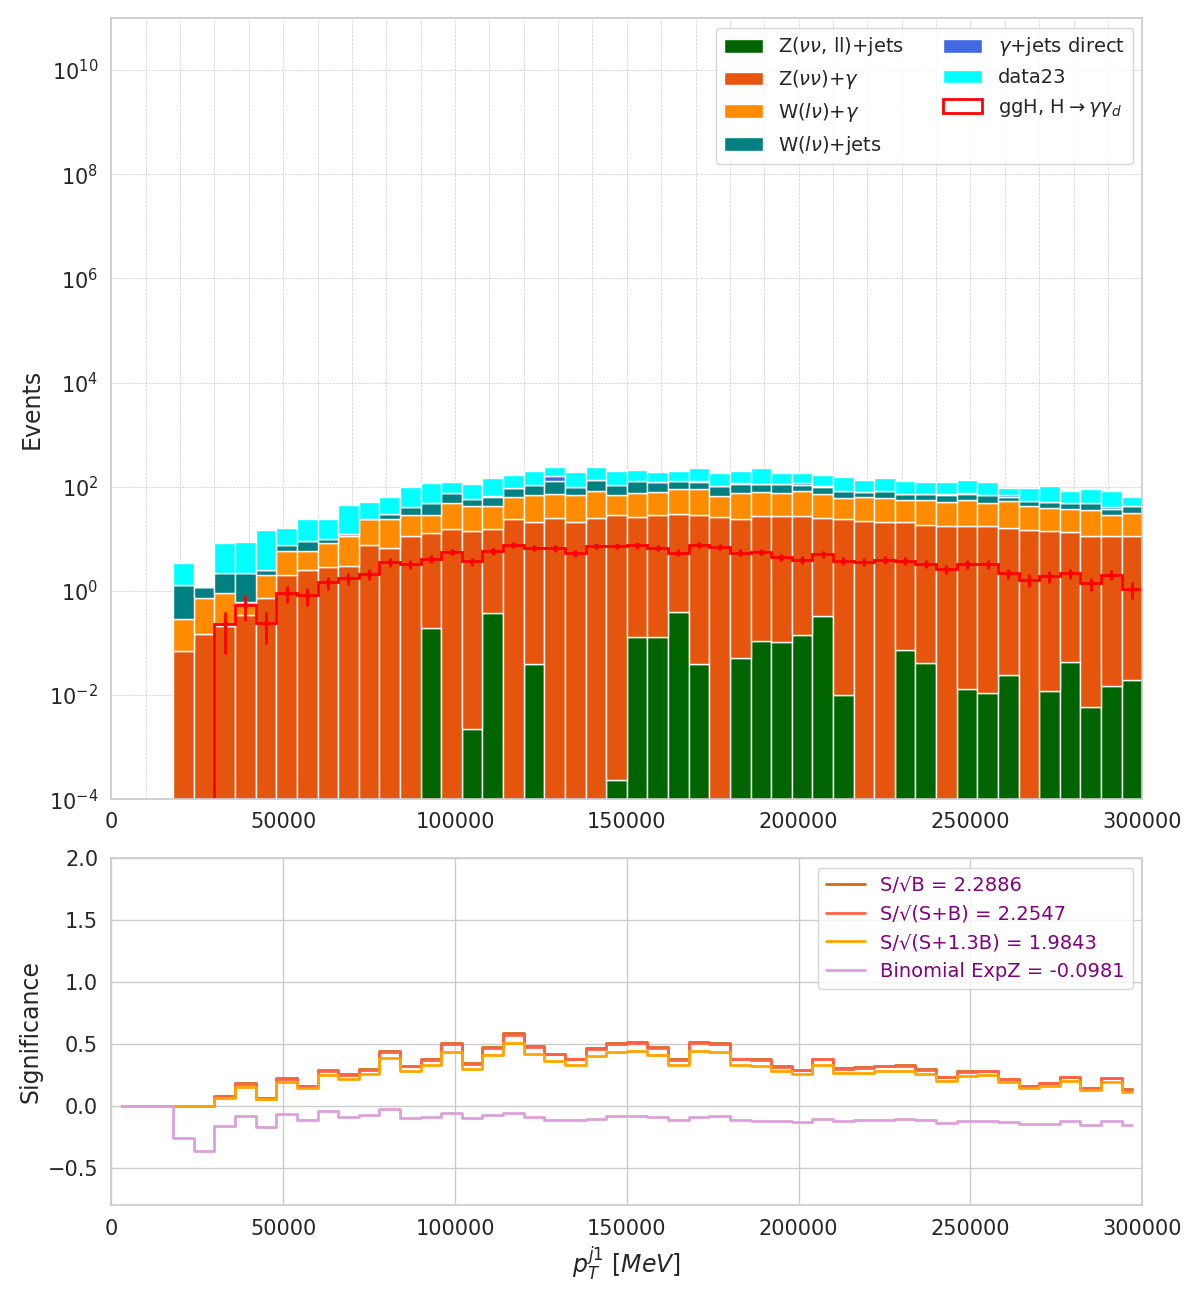 Z(νν, ll)+jets
Z(νν)+γ
W(lν)+γ
W(lν)+jets
γ+jets direct
data23
ggH, H→γγ_d
Events
10^10
10^8
10^6
10^4
10^2
10^0
10^−2
10^−4
0 50000 100000 150000 200000 250000 300000
S/√B = 2.2886
S/√(S+B) = 2.2547
S/√(S+1.3B) = 1.9843
Binomial ExpZ = -0.0981
Significance
2.0
1.5
1.0
0.5
0.0
−0.5
0 50000 100000 150000 200000 250000 300000
p_T^j1 [MeV]